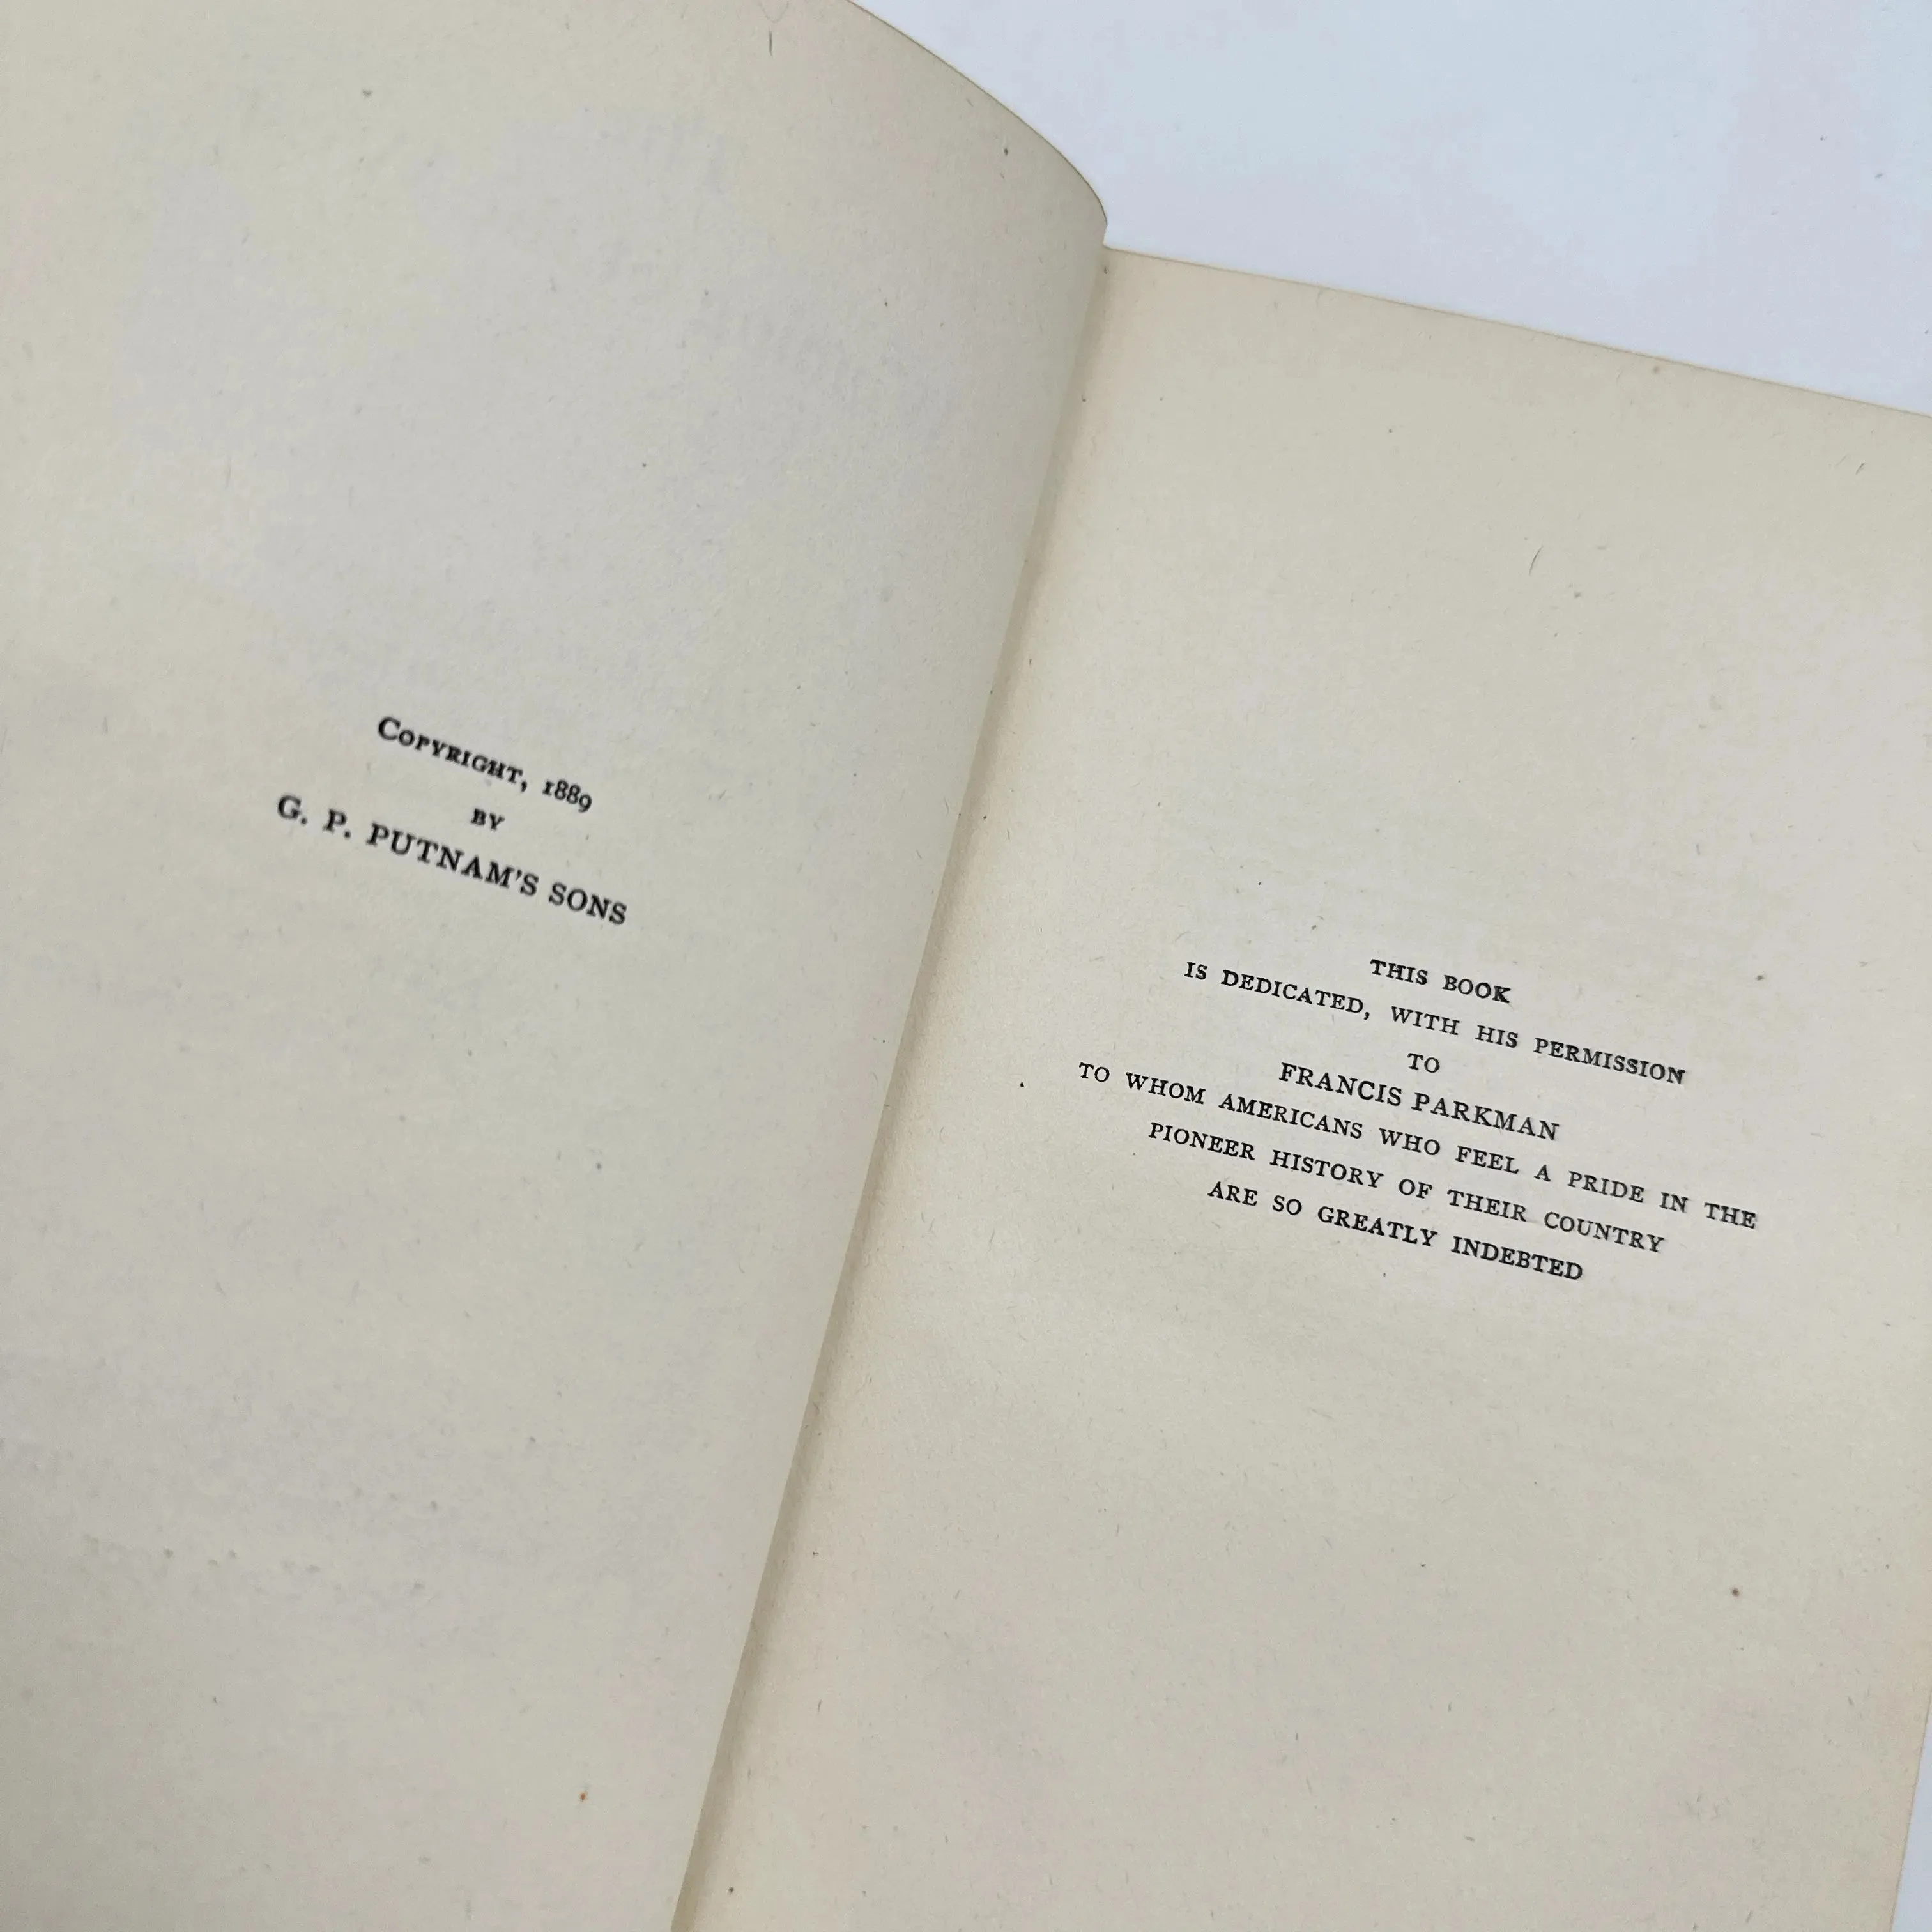 Copyright, 1889
BY
G. P. PUTNAM'S SONS
THIS BOOK
IS DEDICATED, WITH HIS PERMISSION
TO
FRANCIS PARKMAN
TO WHOM AMERICANS WHO FEEL A PRIDE IN THE
PIONEER HISTORY OF THEIR COUNTRY
ARE SO GREATLY INDEBTED